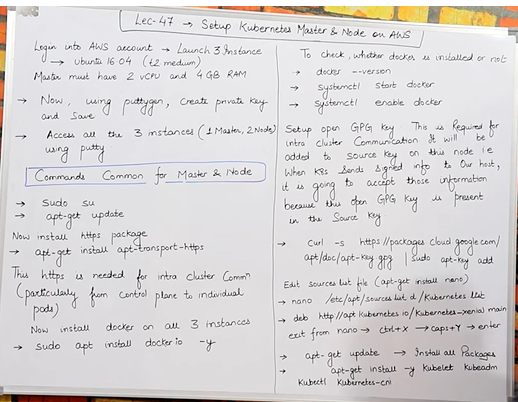 Lec-47 → Setup Kubernetes Master & Node on AWS
Login into AWS account → Launch 3 Instance
→ Ubuntu 16.04 (t2 medium)
Master must have 2 vCPU and 4 GB RAM
→ Now, using puttygen, create private key
and save
→ Access all the 3 instances (1 Master, 2 Node)
using putty
Commands Common for Master & Node
→ Sudo su
→ apt-get update
Now install https package
→ apt-get install apt-transport-https
This https is needed for intra cluster Commn
(particularly from control plane to individual
pods)
Now install docker on all 3 instances
→ sudo apt install docker.io -y
To check, whether docker is installed or not
→ docker --version
→ systemctl start docker
→ systemctl enable docker
Setup open GPG Key This is Required for
intra cluster Communication It will be
added to source key on this node i.e
When K8s sends signed info to Our host,
it is going to accept those information
because this open GPG key is present
in the Source key
→ curl -s https://packages.cloud.google.com/
apt/doc/apt-key.gpg | sudo apt-key add
Edit sources list file (apt-get install nano)
→ nano /etc/apt/sources.list.d/Kubernetes.list
→ deb http://apt.kubernetes.io/Kubernetes-xenial main
exit from nano → ctrl+X → caps+Y → enter
→ apt-get update → Install all Packages
→ apt-get install -y Kubelet Kubeadm
Kubectl Kubernetes-cni